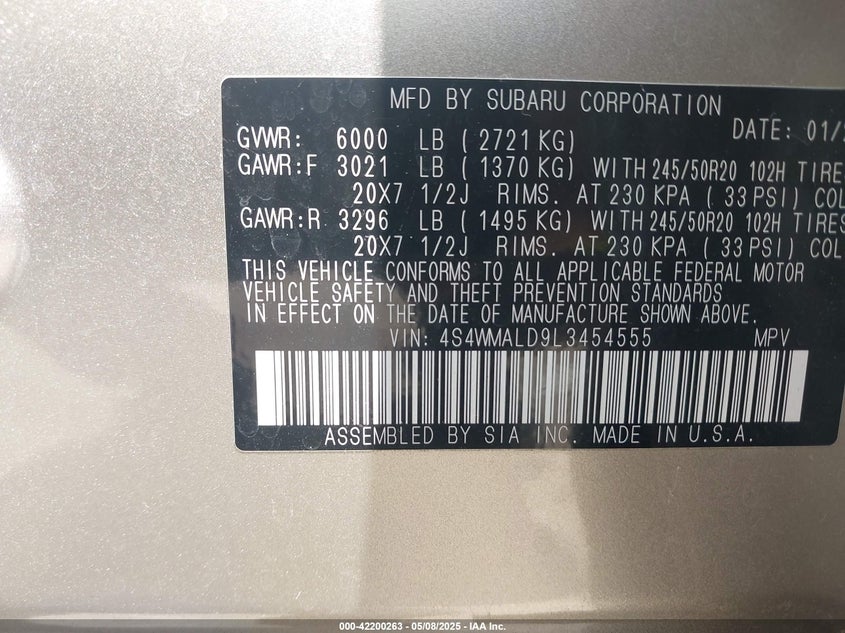 MFD BY SUBARU CORPORATION
DATE: 01/2
GVWR: 6000 LB ( 2721 KG)
GAWR:F 3021 LB ( 1370 KG) WITH 245/50R20 102H TIRE
20X7 1/2J RIMS. AT 230 KPA ( 33 PSI) COL
GAWR:R 3296 LB ( 1495 KG) WITH 245/50R20 102H TIRES
20X7 1/2J RIMS. AT 230 KPA ( 33 PSI) COL
THIS VEHICLE CONFORMS TO ALL APPLICABLE FEDERAL MOTOR
VEHICLE SAFETY AND THEFT PREVENTION STANDARDS
IN EFFECT ON THE DATE OF MANUFACTURE SHOWN ABOVE.
VIN: 4S4WMALD9L3454555 MPV
ASSEMBLED BY SIA INC. MADE IN U.S.A.
000-42200263 - 05/08/2025 - IAA Inc.